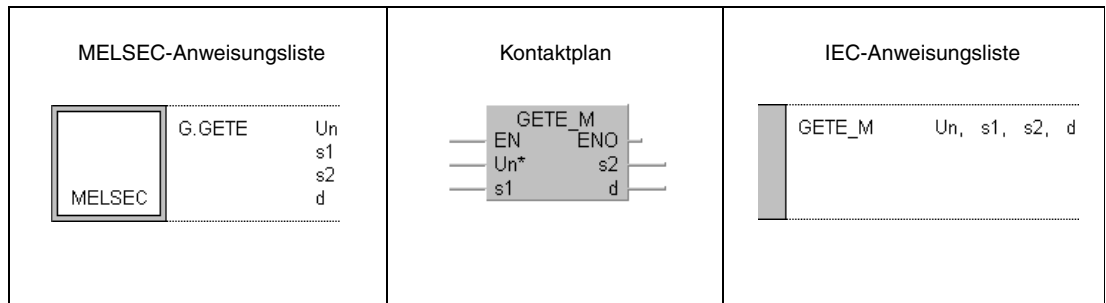 MELSEC-Anweisungsliste
G.GETE Un
s1
s2
d
MELSEC
Kontaktplan
GETE_M
EN ENO
Un* s2
s1 d
IEC-Anweisungsliste
GETE_M Un, s1, s2, d